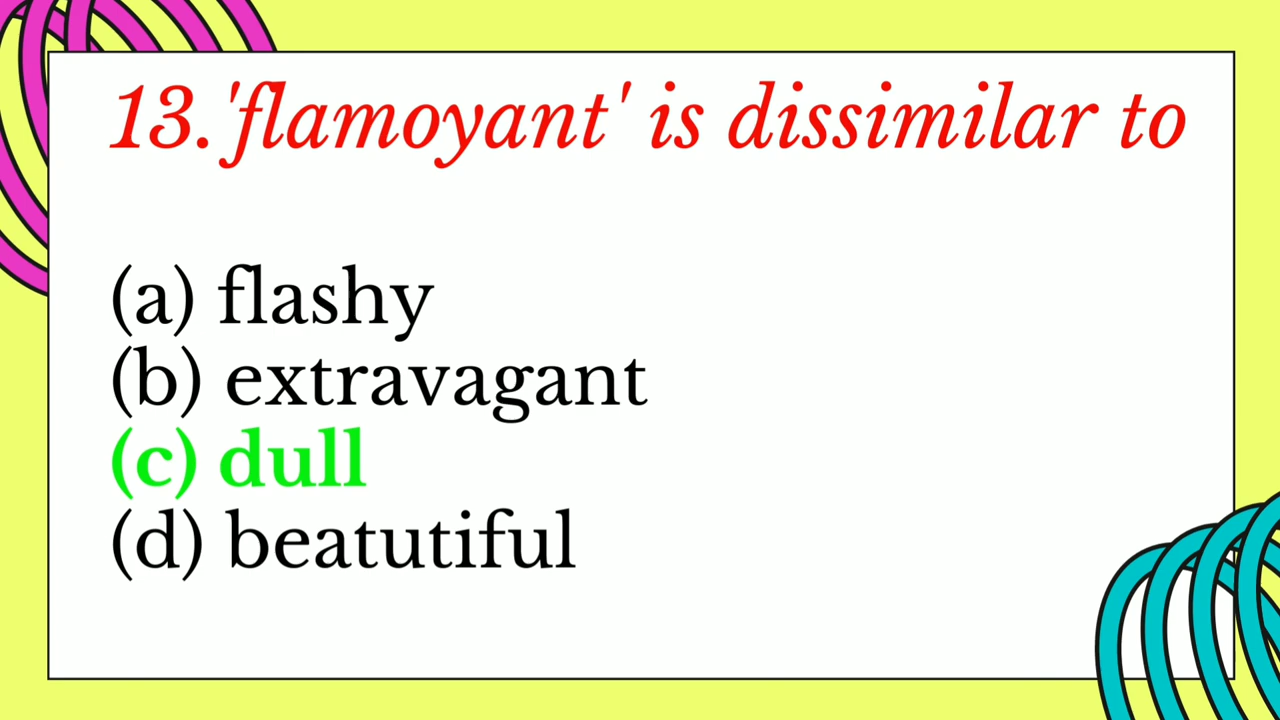 13.'flamoyant' is dissimilar to
(a) flashy
(b) extravagant
(c) dull
(d) beatutiful